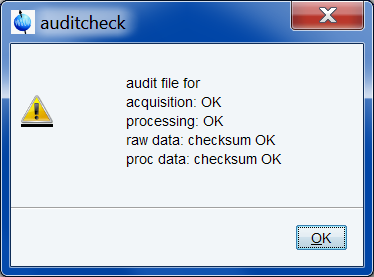 auditcheck
audit file for
acquisition: OK
processing: OK
raw data: checksum OK
proc data: checksum OK
OK